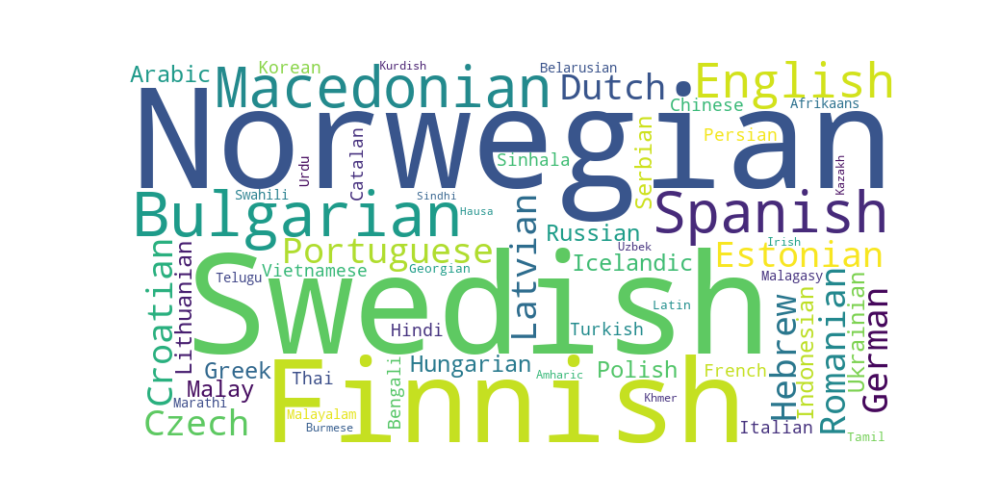 Arabic
Korean
Kurdish
Belarusian
English
Macedonian
Dutch
Chinese
Afrikaans
Norwegian
Persian
Serbian
Catalan
Urdu
Sinhala
Kazakh
Swahili
Sindhi
Hausa
Bulgarian
Spanish
Latvian
Russian
Uzbek
Irish
Portuguese
Estonian
Croatian
Lithuanian
Telugu
Vietnamese
Georgian
Icelandic
Malagasy
Swedish
Latin
Hindi
Turkish
Hebrew
Indonesian
Romanian
Ukrainian
German
Greek
Thai
Hungarian
Polish
French
Amharic
Bengali
Malay
Marathi
Finnish
Khmer
Malayalam
Burmese
Czech
Italian
Tamil